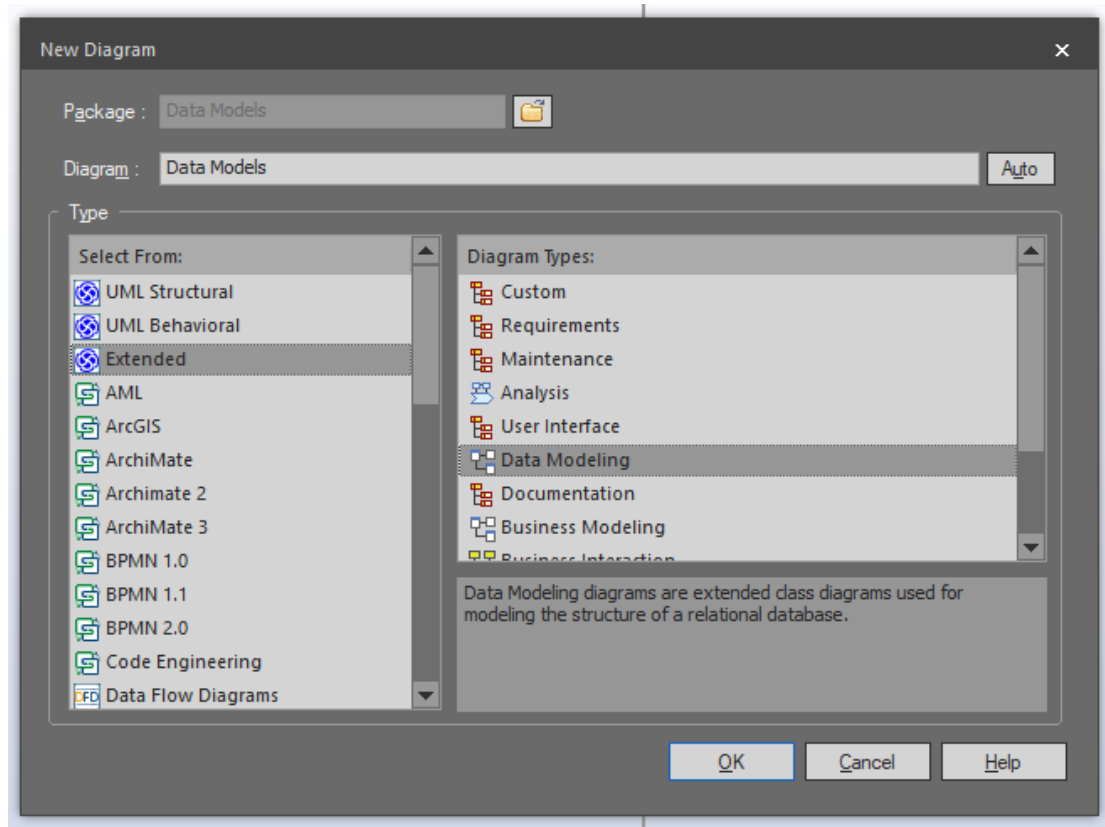 New Diagram
Package :
Data Models
Diagram :
Data Models
Auto
Type
Select From:
UML Structural
UML Behavioral
Extended
AML
ArcGIS
ArchiMate
Archimate 2
ArchiMate 3
BPMN 1.0
BPMN 1.1
BPMN 2.0
Code Engineering
DFD Data Flow Diagrams
Diagram Types:
Custom
Requirements
Maintenance
Analysis
User Interface
Data Modeling
Documentation
Business Modeling
Business Interaction
Data Modeling diagrams are extended class diagrams used for
modeling the structure of a relational database.
OK
Cancel
Help